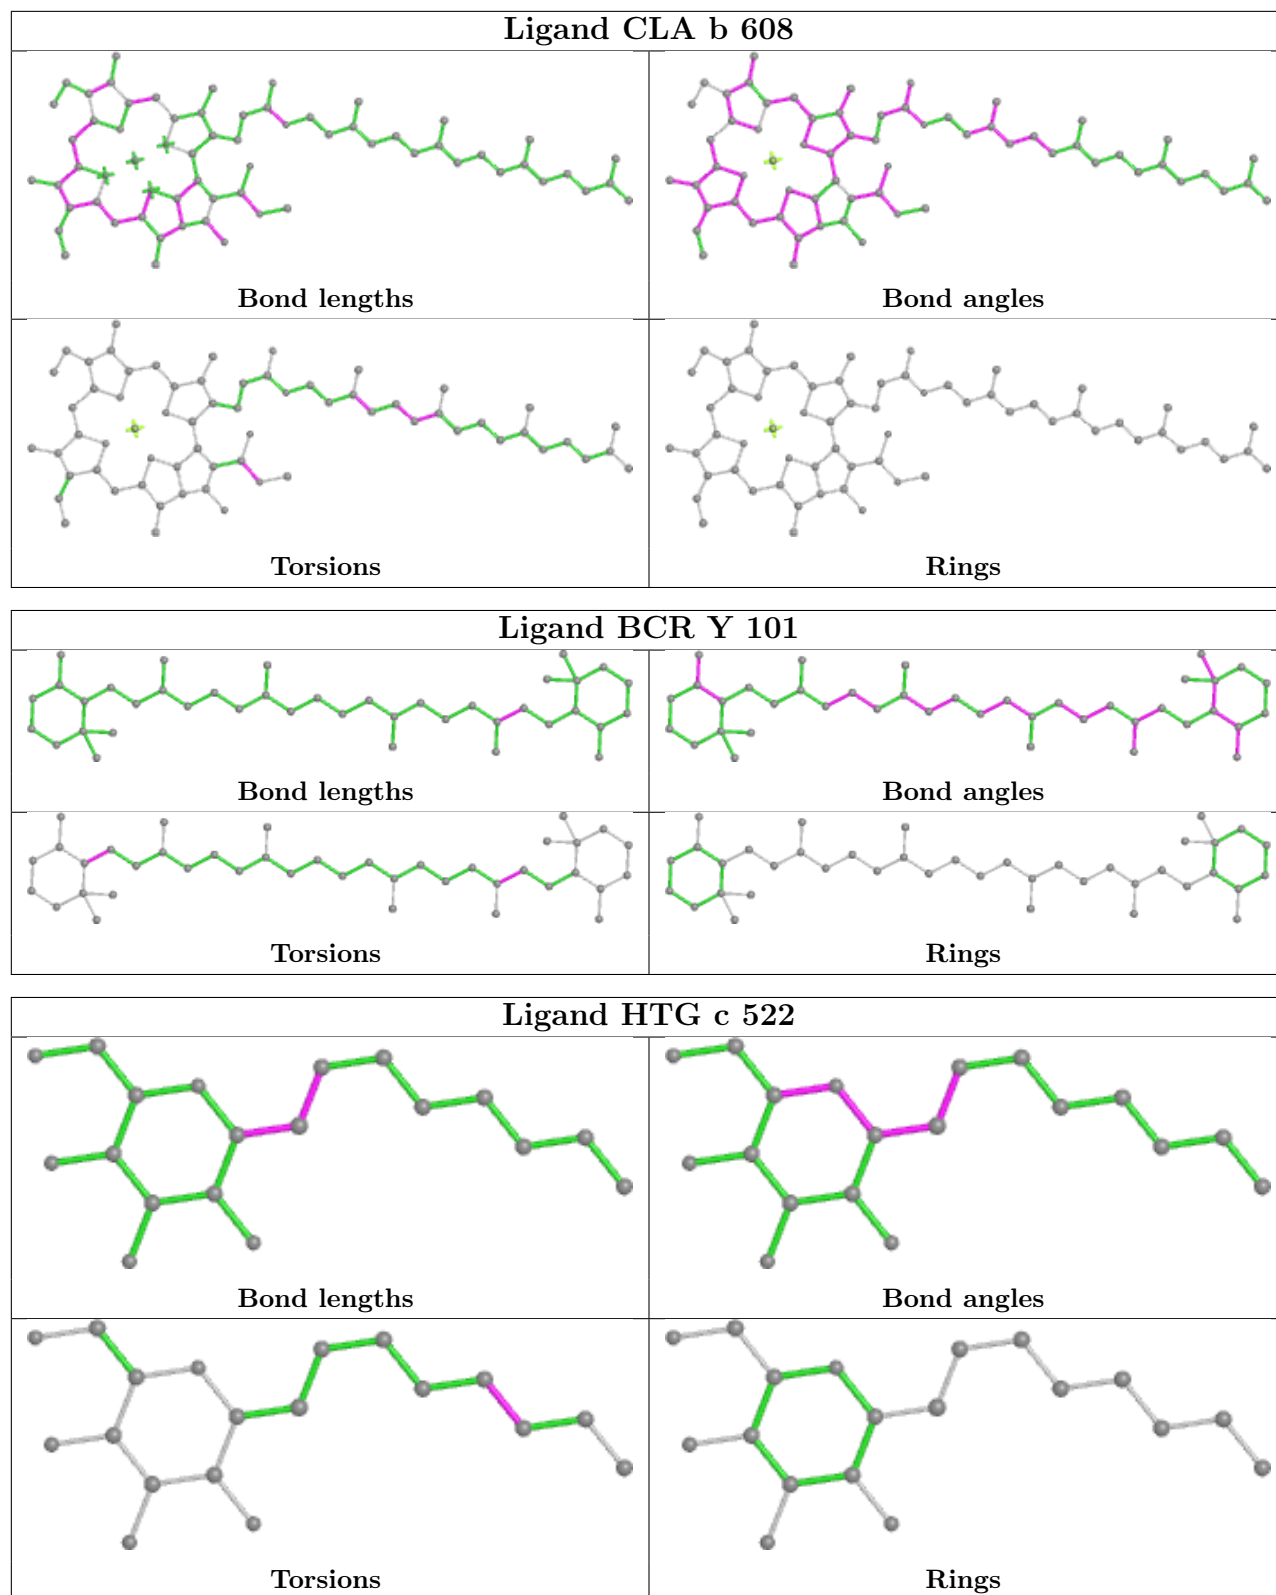 Ligand CLA b 608
Bond lengths
Bond angles
Torsions
Rings
Ligand BCR Y 101
Bond lengths
Bond angles
Torsions
Rings
Ligand HTG c 522
Bond lengths
Bond angles
Torsions
Rings